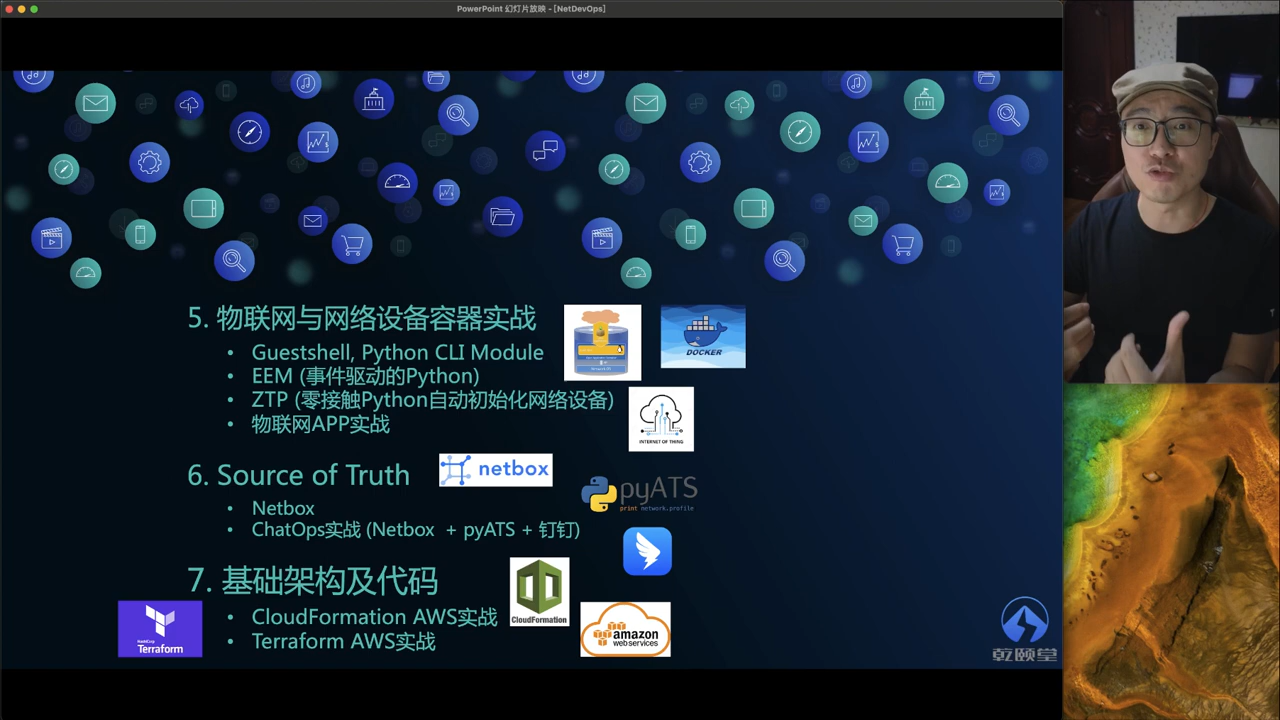 PowerPoint 幻灯片放映 - [NetDevOps]
5. 物联网与网络设备容器实战
• Guestshell, Python CLI Module
• EEM (事件驱动的Python)
• ZTP (零接触Python自动初始化网络设备)
• 物联网APP实战
DOCKER
INTERNET OF THING
6. Source of Truth
netbox
• Netbox
• ChatOps实战 (Netbox + pyATS + 钉钉)
pyATS
print network.profile
7. 基础架构及代码
• CloudFormation AWS实战
• Terraform AWS实战
CloudFormation
HashiCorp
Terraform
amazon
web services
乾颐堂